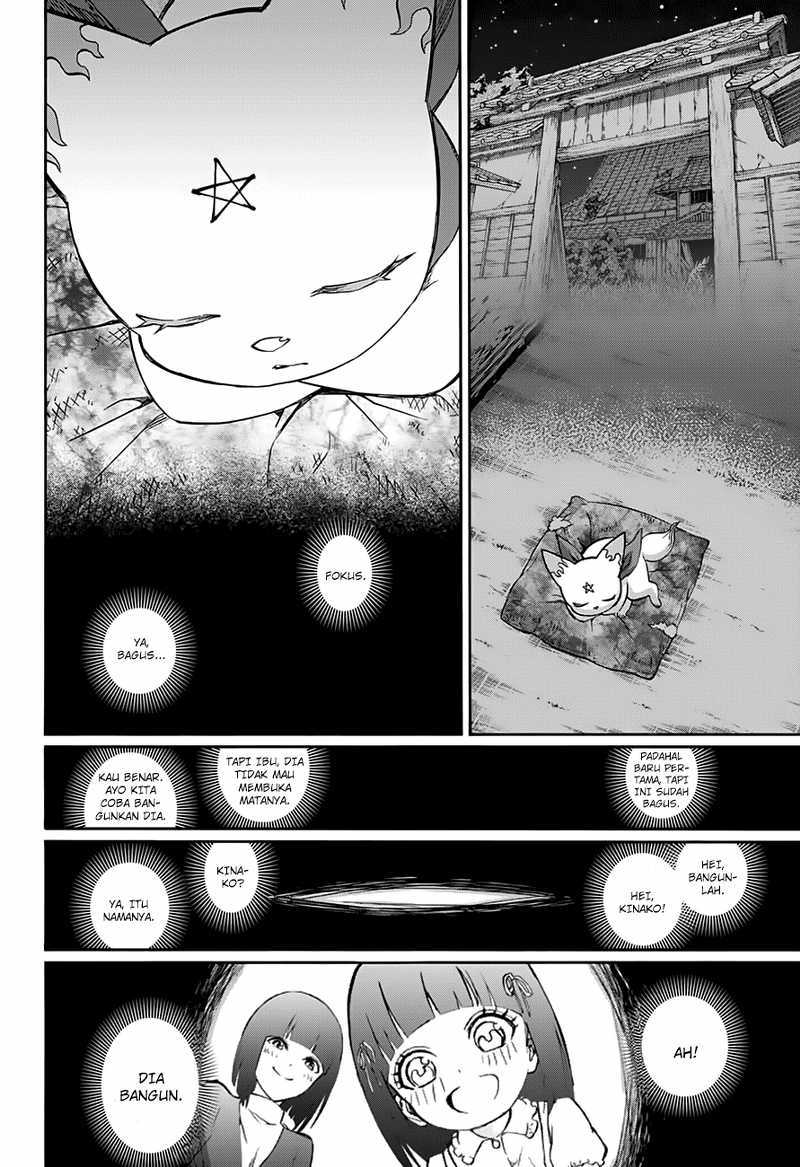 FOKUS.
YA,
BAGUS...
PADAHAL
BARU PER-
TAMA, TAPI
INI SUDAH
BAGUS.
TAPI IBU, DIA
TIDAK MAU
MEMBUKA
MATANYA.
KAU BENAR.
AYO KITA
COBA BAN-
GUNKAN DIA.
HEI,
BANGUN-
LAH.
HEI,
KINAKO!
KINA-
KO?
YA, ITU
NAMANYA.
AH!
DIA
BANGUN.